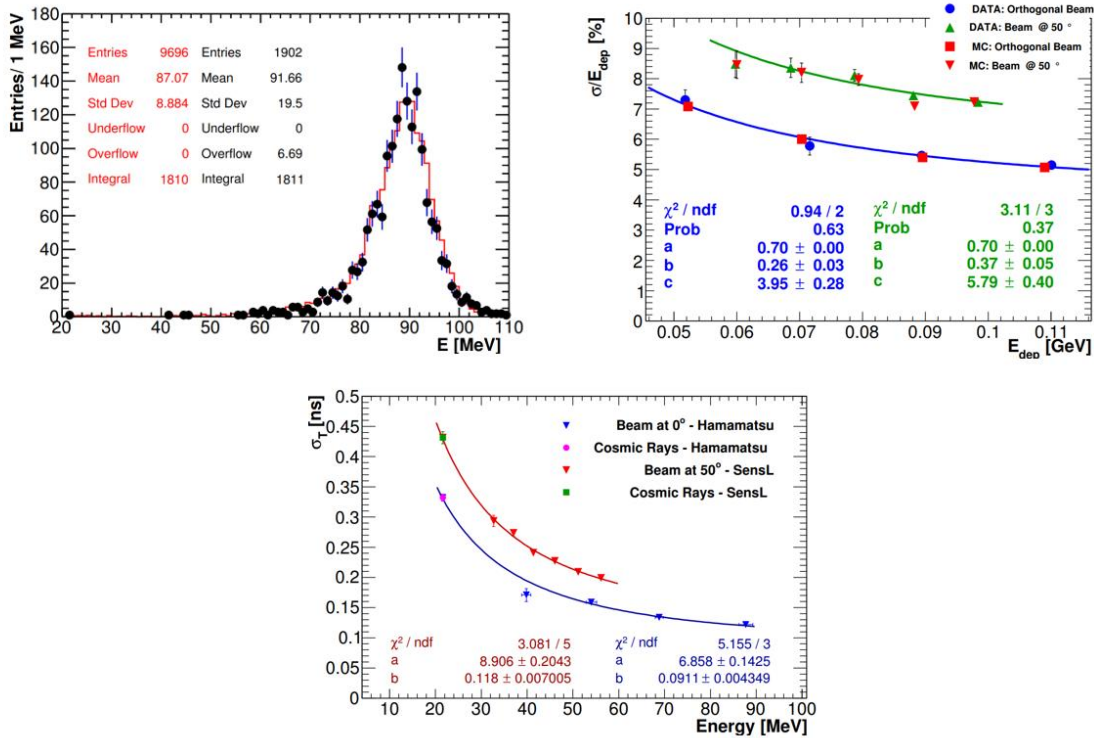 Entries/ 1 MeV
180
160
140
120
100
80
60
40
20
0
Entries 9696 Entries 1902
Mean 87.07 Mean 91.66
Std Dev 8.884 Std Dev 19.5
Underflow 0 Underflow 0
Overflow 0 Overflow 6.69
Integral 1810 Integral 1811
20 30 40 50 60 70 80 90 100 110
E [MeV]
σ/E_dep [%]
10
9
8
7
6
5
4
3
2
1
0
DATA: Orthogonal Beam
DATA: Beam @ 50 °
MC: Orthogonal Beam
MC: Beam @ 50 °
χ² / ndf 0.94 / 2 χ² / ndf 3.11 / 3
Prob 0.63 Prob 0.37
a 0.70 ± 0.00 a 0.70 ± 0.00
b 0.26 ± 0.03 b 0.37 ± 0.05
c 3.95 ± 0.28 c 5.79 ± 0.40
0.05 0.06 0.07 0.08 0.09 0.1 0.11
E_dep [GeV]
σ_T [ns]
0.5
0.45
0.4
0.35
0.3
0.25
0.2
0.15
0.1
0.05
0
Beam at 0° - Hamamatsu
Cosmic Rays - Hamamatsu
Beam at 50° - SensL
Cosmic Rays - SensL
χ² / ndf 3.081 / 5 χ² / ndf 5.155 / 3
a 8.906 ± 0.2043 a 6.858 ± 0.1425
b 0.118 ± 0.007005 b 0.0911 ± 0.004349
10 20 30 40 50 60 70 80 90 100
Energy [MeV]